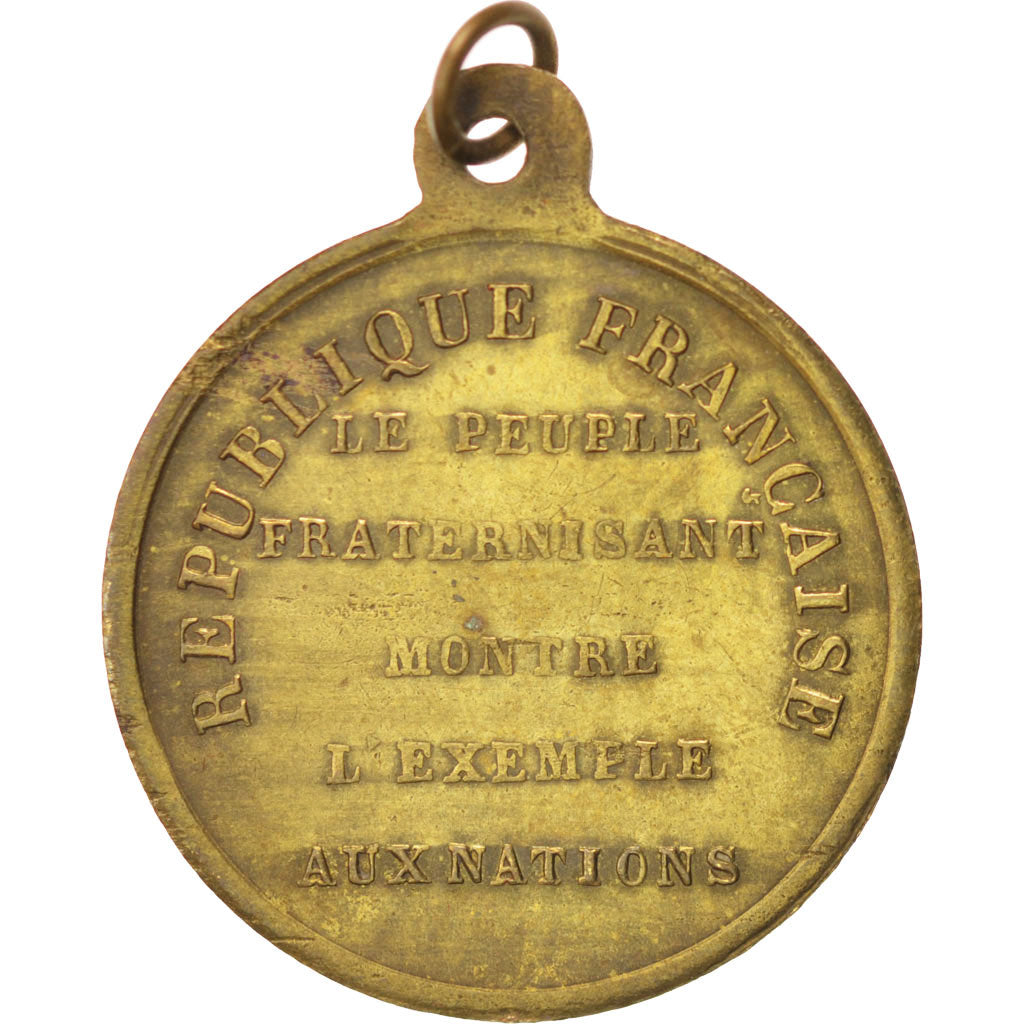 REPUBLIQUE FRANÇAISE
LE PEUPLE
FRATERNISANT
MONTRE
L'EXEMPLE
AUX NATIONS